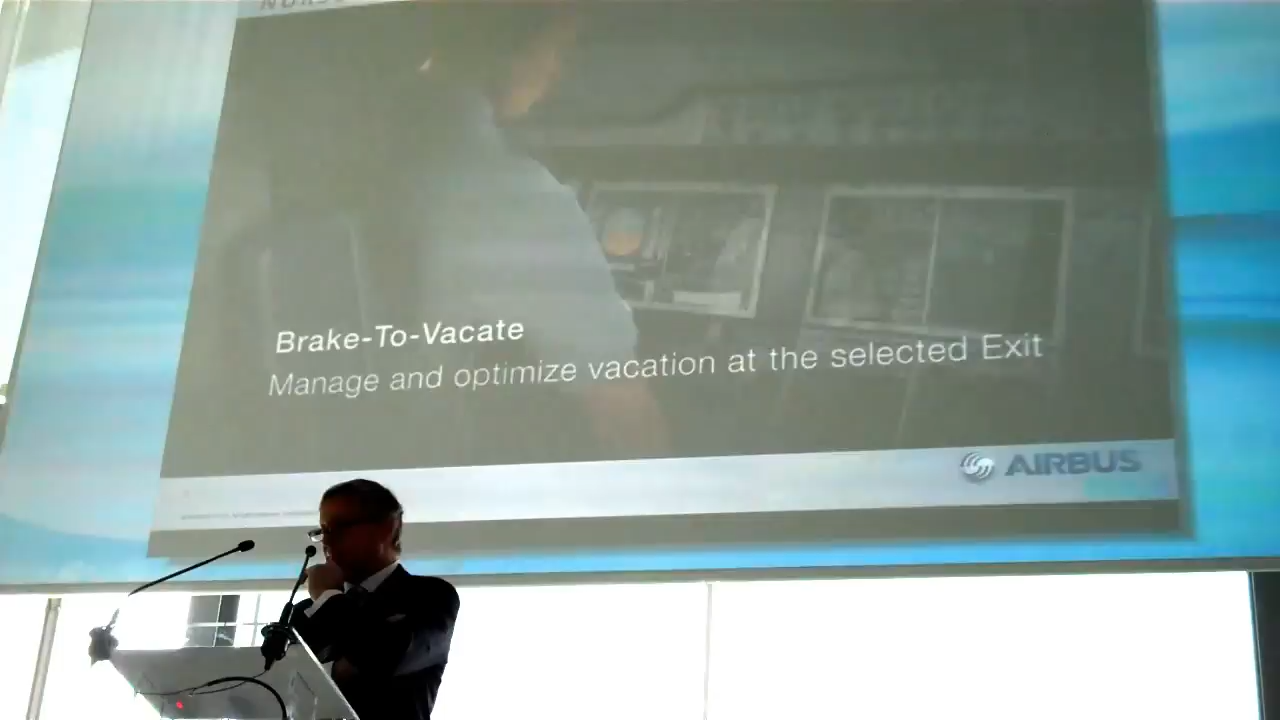 Brake-To-Vacate
Manage and optimize vacation at the selected Exit
AIRBUS